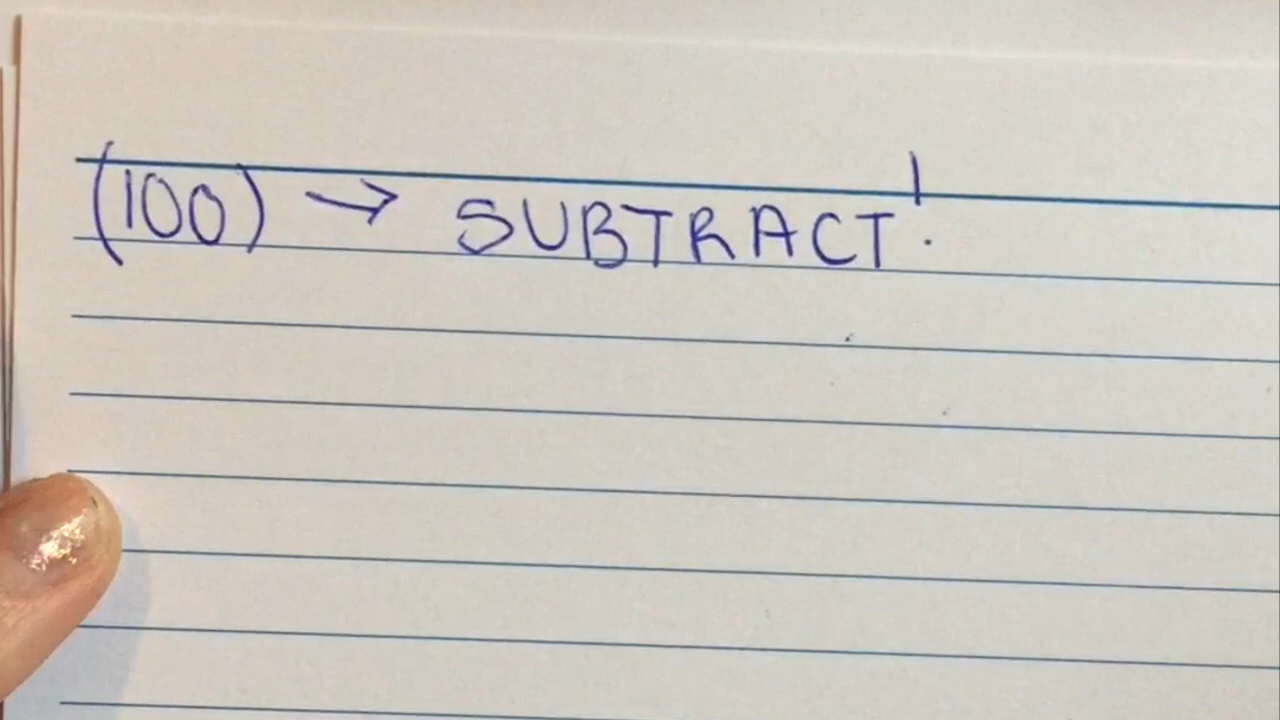 (100) → SUBTRACT.